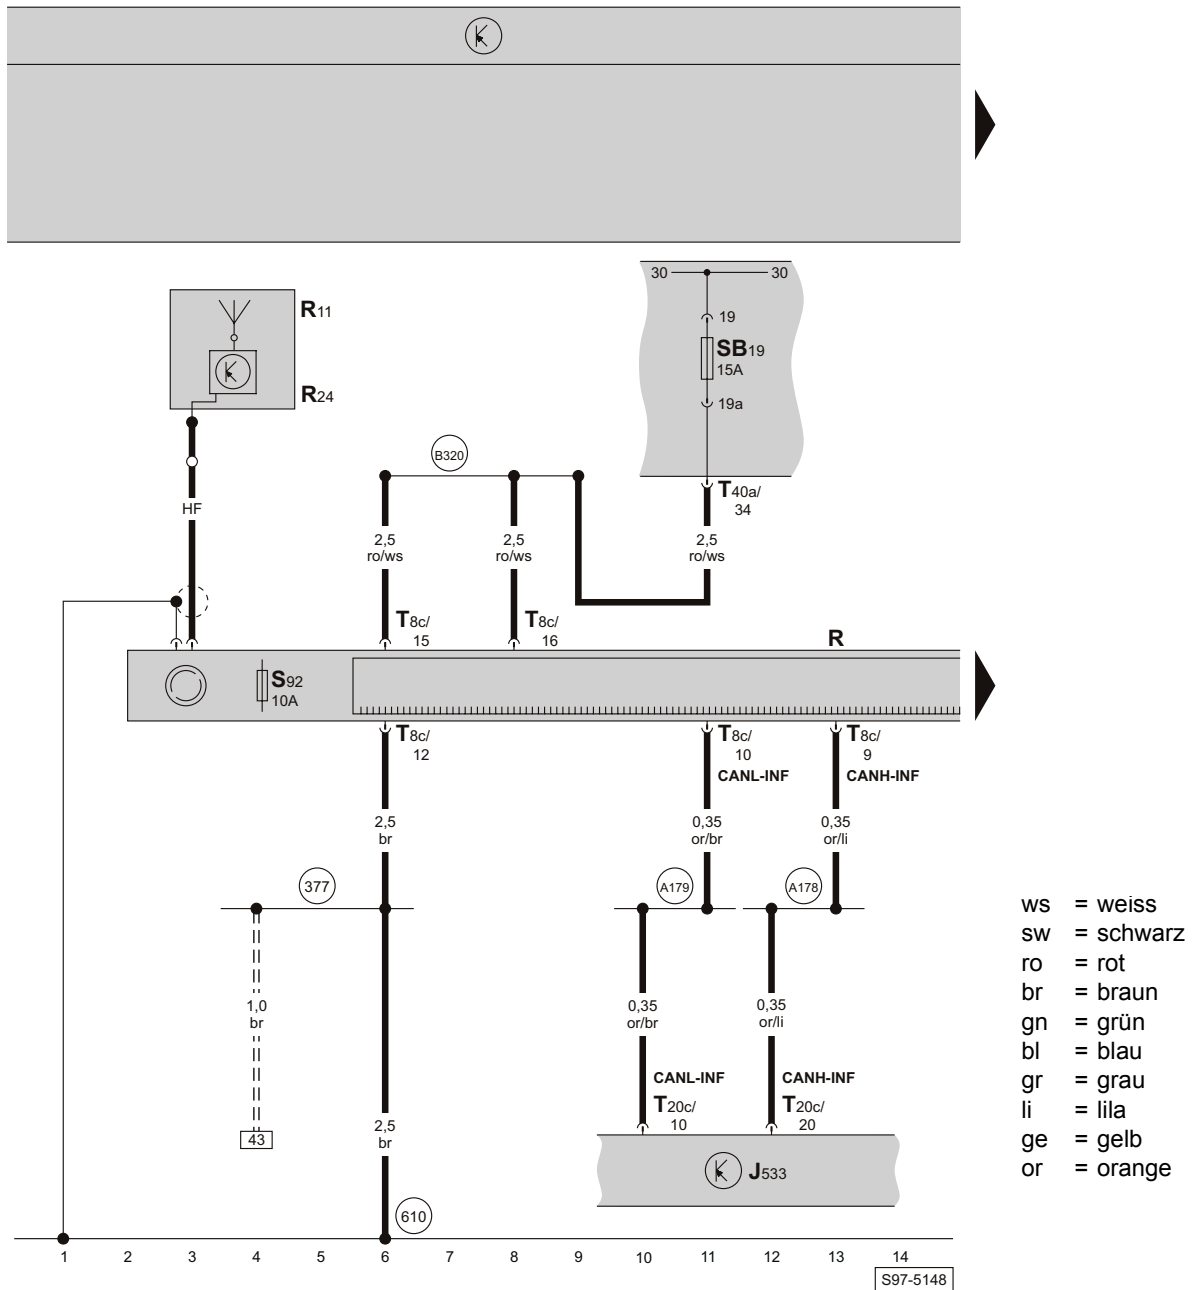 30 30
19
SB19
15A
19a
T40a/
34
R11
R24
B320
HF
2,5
ro/ws
2,5
ro/ws
2,5
ro/ws
T8c/
15
T8c/
16
R
S92
10A
T8c/
12
T8c/
10
CANL-INF
T8c/
9
CANH-INF
2,5
br
0,35
or/br
0,35
or/li
377
A179
A178
1,0
br
0,35
or/br
0,35
or/li
CANL-INF
T20c/
10
CANH-INF
T20c/
20
43
2,5
br
J533
610
1 2 3 4 5 6 7 8 9 10 11 12 13 14
S97-5148
ws = weiss
sw = schwarz
ro = rot
br = braun
gn = grün
bl = blau
gr = grau
li = lila
ge = gelb
or = orange